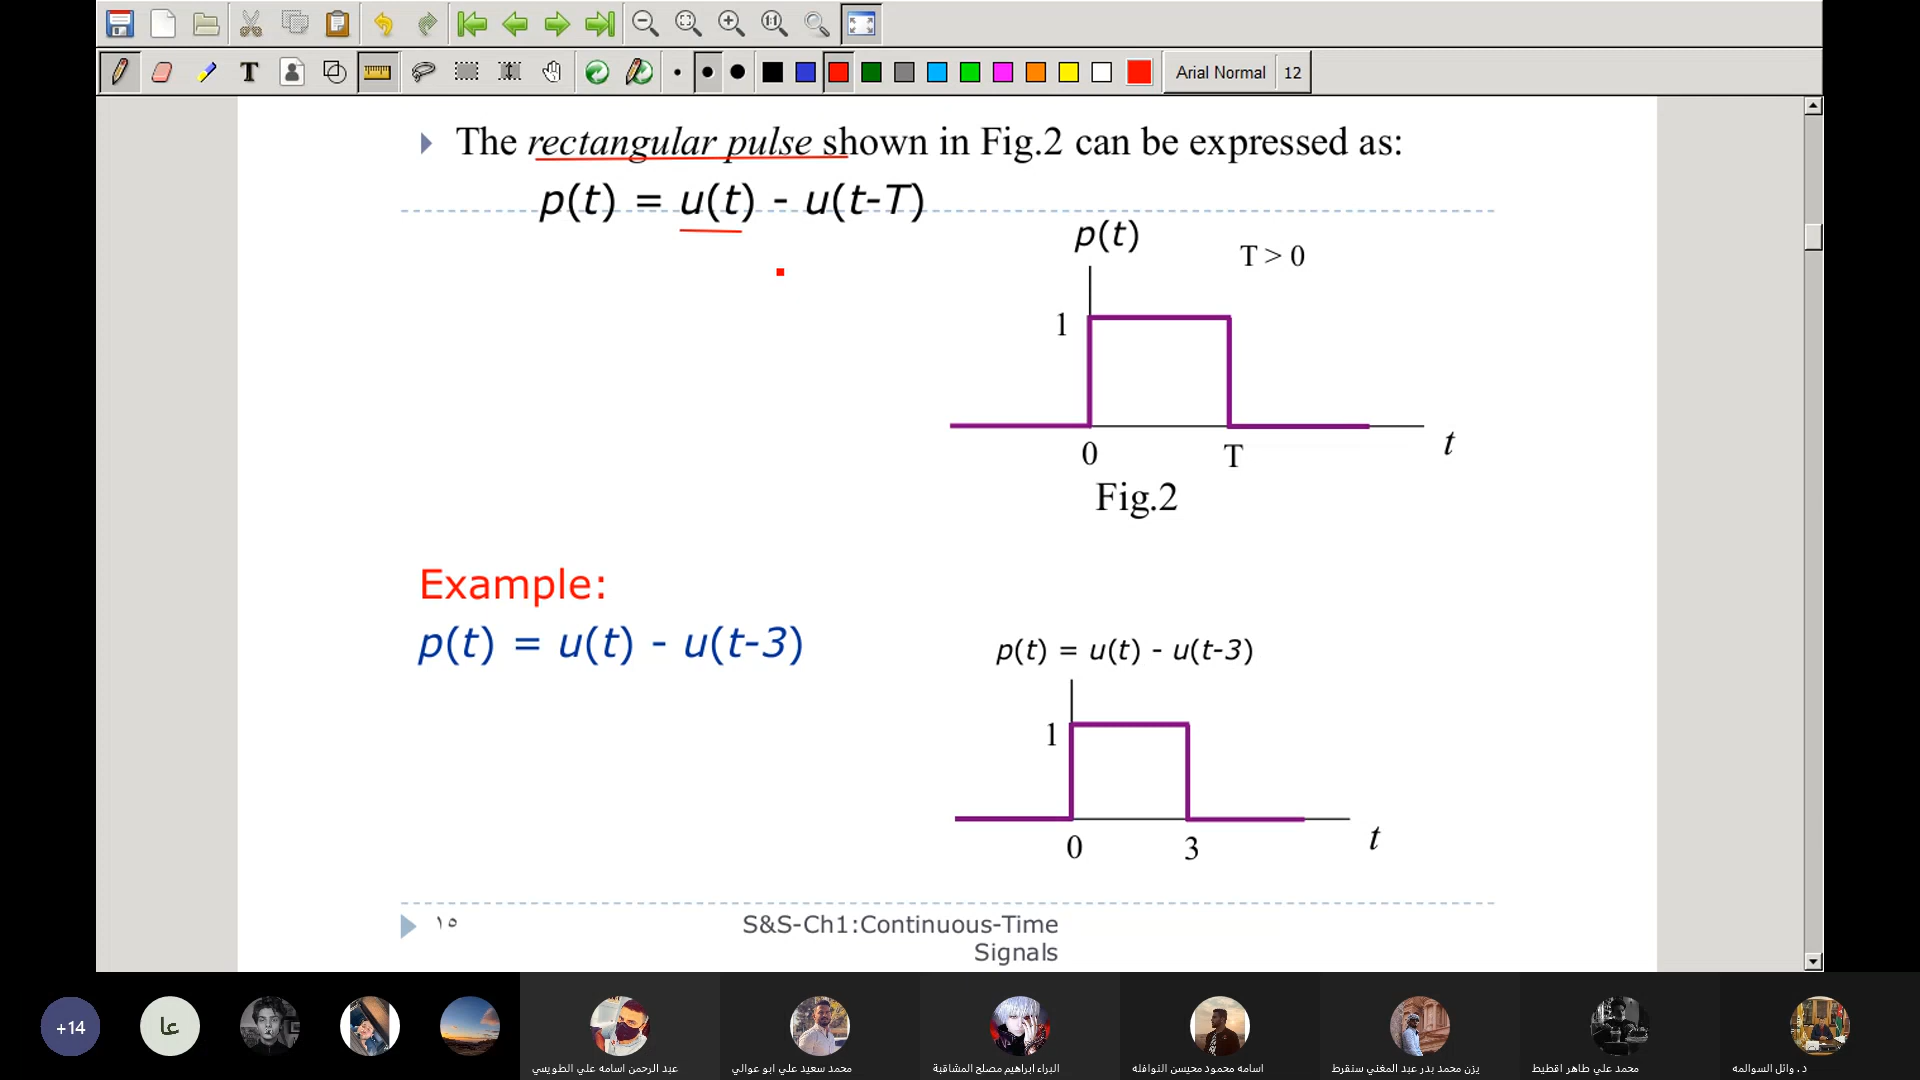 T
1:1
Arial Normal 12
The rectangular pulse shown in Fig.2 can be expressed as:
p(t) = u(t) - u(t-T)
p(t)
T > 0
1
0
T
t
Fig.2
Example:
p(t) = u(t) - u(t-3)
p(t) = u(t) - u(t-3)
1
0
3
t
١٥
S&S-Ch1:Continuous-Time
Signals
+14
عا
عبد الرحمن اسامه علي الطويسي
محمد سعيد علي ابو عوالي
البراء ابراهيم مصلح المشاقبة
اسامه محمود محيسن النوافله
يزن محمد بدر عبد المغني سنقرط
محمد علي طاهر اقطيط
د. وائل السوالمه